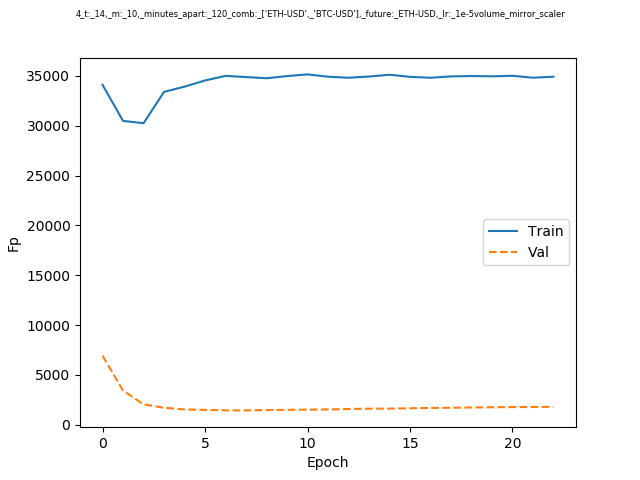 4_t:_14,_m:_10,_minutes_apart:_120_comb:_['ETH-USD',_'BTC-USD'],_future:_ETH-USD,_lr:_1e-5volume_mirror_scaler
35000
30000
25000
20000
15000
10000
5000
0
Fp
Train
Val
0 5 10 15 20
Epoch